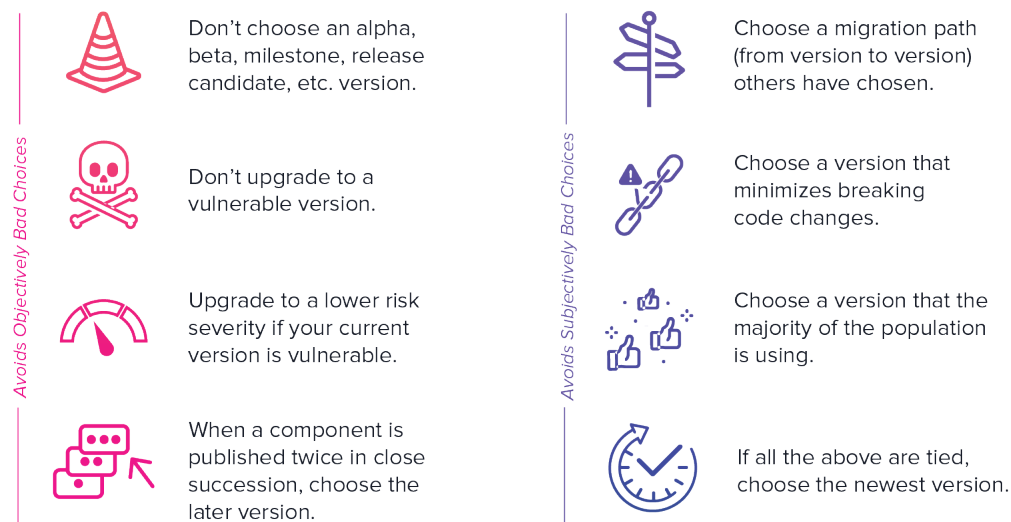 Avoids Objectively Bad Choices
Don’t choose an alpha,
beta, milestone, release
candidate, etc. version.
Don’t upgrade to a
vulnerable version.
Upgrade to a lower risk
severity if your current
version is vulnerable.
When a component is
published twice in close
succession, choose the
later version.
Avoids Subjectively Bad Choices
Choose a migration path
(from version to version)
others have chosen.
Choose a version that
minimizes breaking
code changes.
Choose a version that the
majority of the population
is using.
If all the above are tied,
choose the newest version.